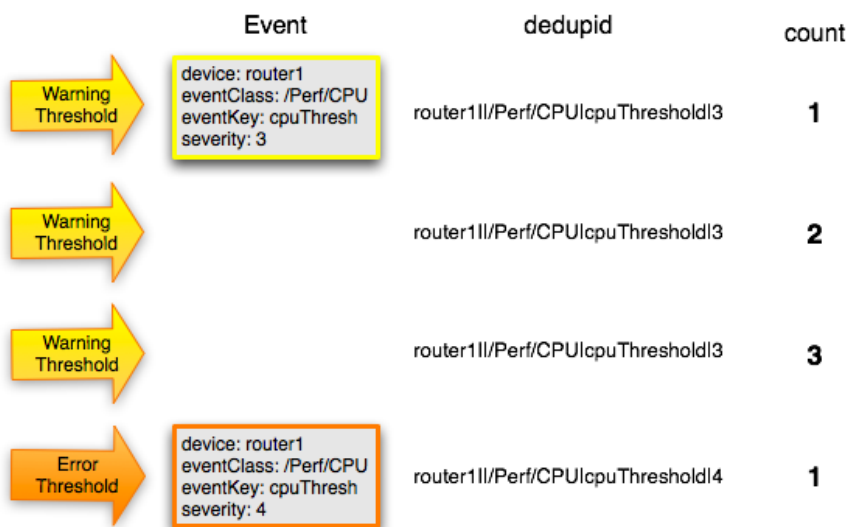 Event dedupid count
Warning Threshold
device: router1
eventClass: /Perf/CPU
eventKey: cpuThresh
severity: 3
router1||/Perf/CPU|cpuThreshold|3
1
Warning Threshold
router1||/Perf/CPU|cpuThreshold|3
2
Warning Threshold
router1||/Perf/CPU|cpuThreshold|3
3
Error Threshold
device: router1
eventClass: /Perf/CPU
eventKey: cpuThresh
severity: 4
router1||/Perf/CPU|cpuThreshold|4
1